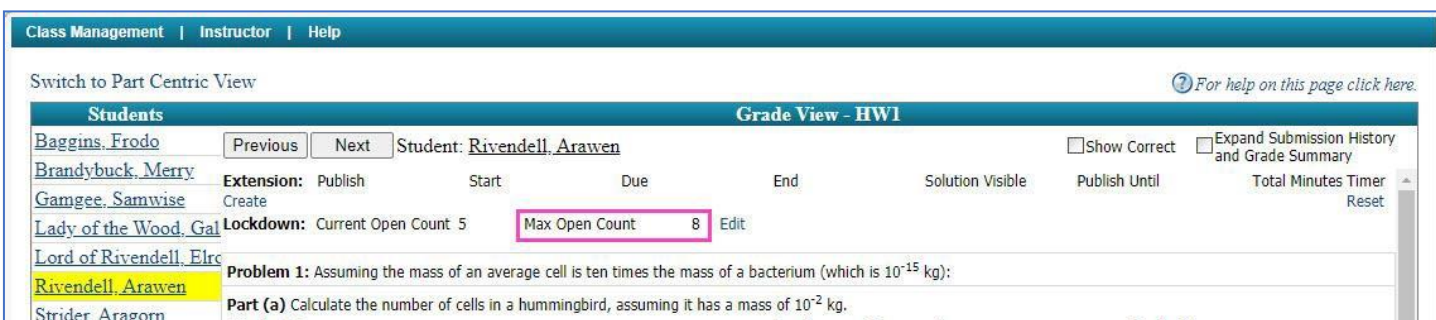 Class Management | Instructor | Help
Switch to Part Centric View
For help on this page click here.
Students
Grade View - HW1
Baggins, Frodo
Brandybuck, Merry
Gamgee, Samwise
Lady of the Wood, Gal
Lord of Rivendell, Elro
Rivendell, Arawen
Strider, Aragorn
Previous Next Student: Rivendell, Arawen
Show Correct
Expand Submission History
and Grade Summary
Extension: Publish Start Due End Solution Visible Publish Until Total Minutes Timer
Create Reset
Lockdown: Current Open Count 5 Max Open Count 8 Edit
Problem 1: Assuming the mass of an average cell is ten times the mass of a bacterium (which is 10⁻¹⁵ kg):
Part (a) Calculate the number of cells in a hummingbird, assuming it has a mass of 10⁻² kg.